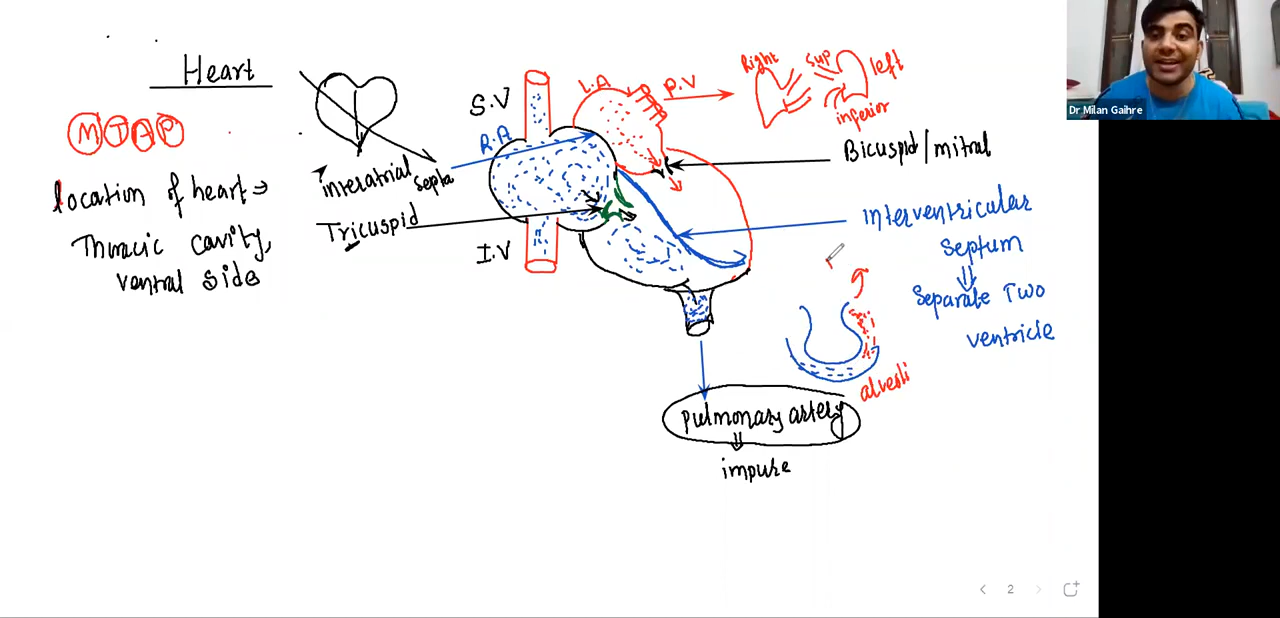 Heart
MTAP
location of heart ⇒
Thoracic cavity,
ventral side
interatrial septa
Tricuspid
S.V
R.A
I.V
L.A
P.V
Right
Sup
left
inferior
Bicuspid/mitral
Interventricular
Septum
⇓
Separate Two
ventricle
alveoli
pulmonary artery
⇓
impure
Dr Milan Gaihre
2